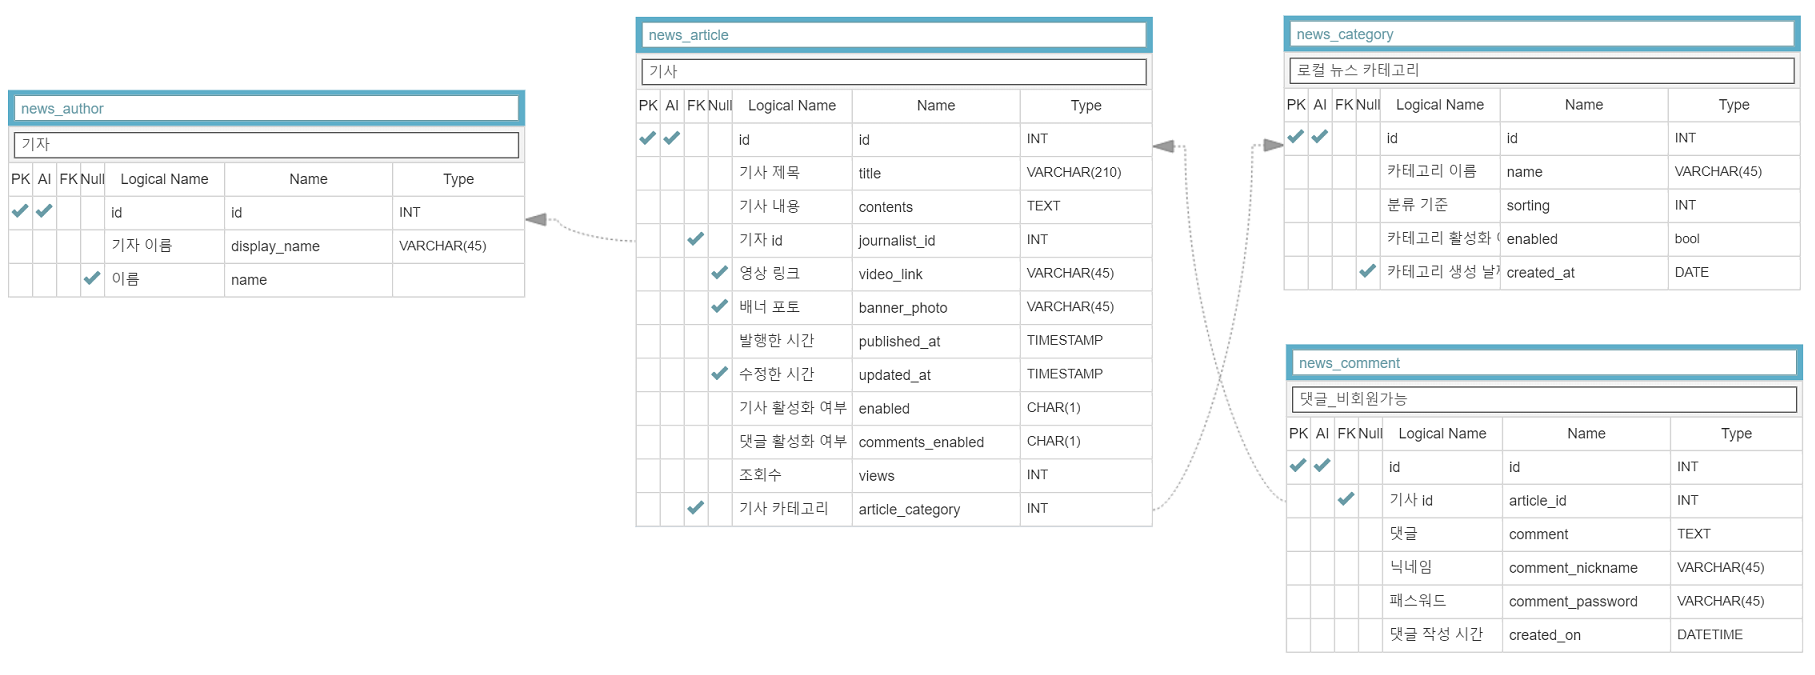 news_author
기자
PK AI FK Null Logical Name Name Type
id id INT
기자 이름 display_name VARCHAR(45)
이름 name
news_article
기사
PK AI FK Null Logical Name Name Type
id id INT
기사 제목 title VARCHAR(210)
기사 내용 contents TEXT
기자 id journalist_id INT
영상 링크 video_link VARCHAR(45)
배너 포토 banner_photo VARCHAR(45)
발행한 시간 published_at TIMESTAMP
수정한 시간 updated_at TIMESTAMP
기사 활성화 여부 enabled CHAR(1)
댓글 활성화 여부 comments_enabled CHAR(1)
조회수 views INT
기사 카테고리 article_category INT
news_category
로컬 뉴스 카테고리
PK AI FK Null Logical Name Name Type
id id INT
카테고리 이름 name VARCHAR(45)
분류 기준 sorting INT
카테고리 활성화 enabled bool
카테고리 생성 created_at DATE
news_comment
댓글_비회원가능
PK AI FK Null Logical Name Name Type
id id INT
기사 id article_id INT
댓글 comment TEXT
닉네임 comment_nickname VARCHAR(45)
패스워드 comment_password VARCHAR(45)
댓글 작성 시간 created_on DATETIME